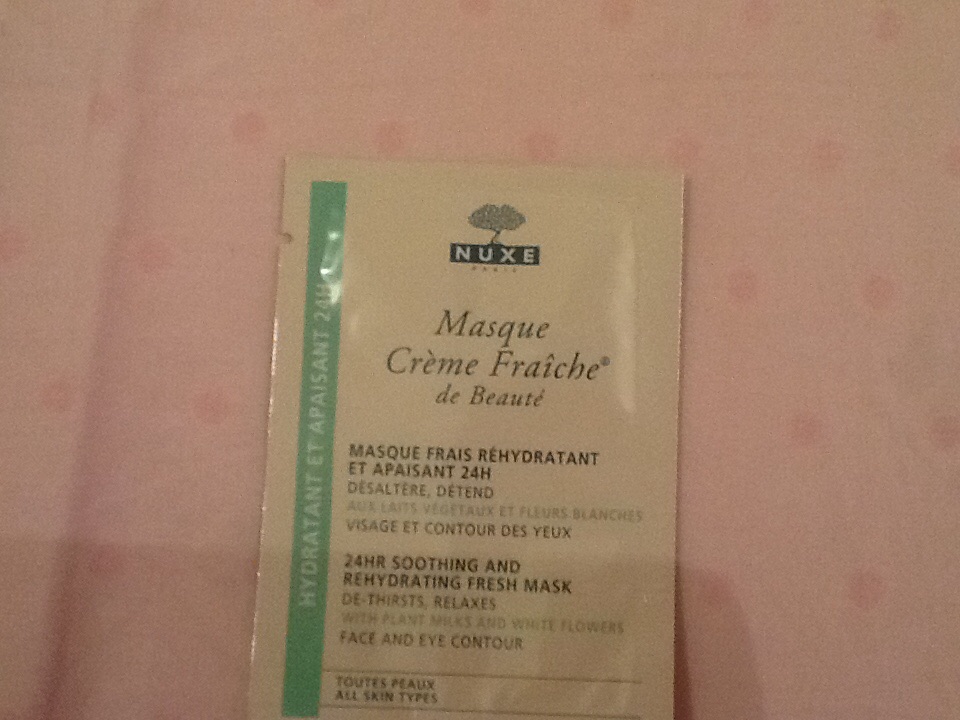 NUXE
PARIS
Masque
Crème Fraîche®
de Beauté
MASQUE FRAIS RÉHYDRATANT
ET APAISANT 24H
DÉSALTÈRE, DÉTEND
AUX LAITS VÉGÉTAUX ET FLEURS BLANCHES
VISAGE ET CONTOUR DES YEUX
24HR SOOTHING AND
REHYDRATING FRESH MASK
DE-THIRSTS, RELAXES
WITH PLANT MILKS AND WHITE FLOWERS
FACE AND EYE CONTOUR
TOUTES PEAUX
ALL SKIN TYPES
HYDRATANT ET APAISANT 24H